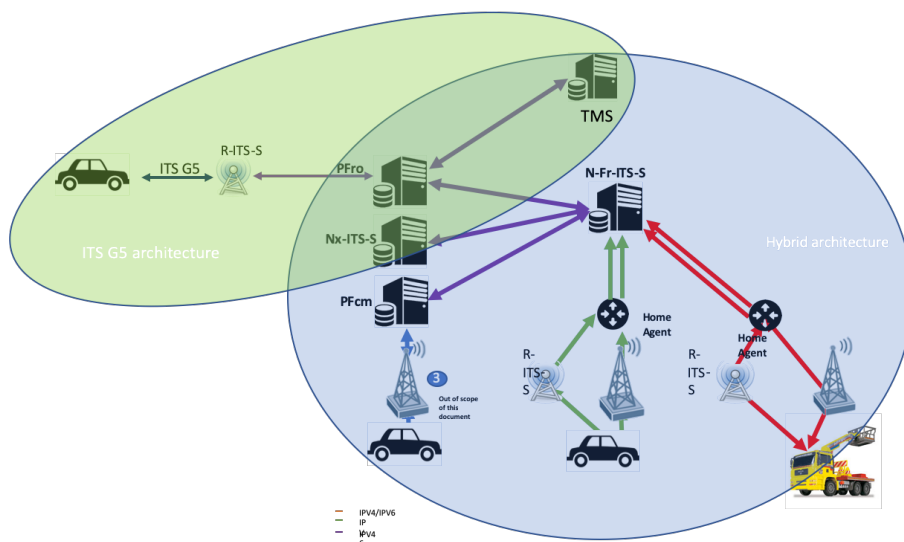 TMS
R-ITS-S
ITS G5
PFro
N-Fr-ITS-S
Nx-ITS-S
ITS G5 architecture
Hybrid architecture
PFcm
Home
Agent
Home
Agent
R-
ITS-
S
R-
ITS-
S
3
Out of scope
of this
document
IPV4/IPV6
IP
IPV4